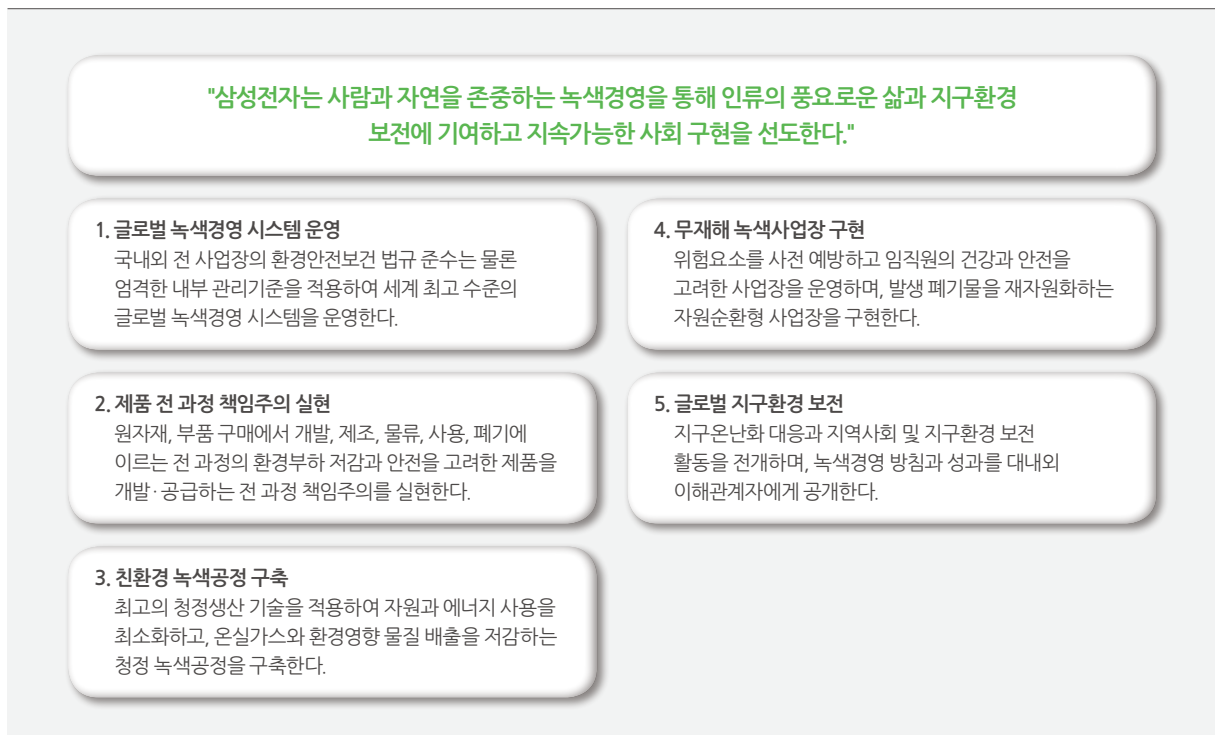 "삼성전자는 사람과 자연을 존중하는 녹색경영을 통해 인류의 풍요로운 삶과 지구환경
보전에 기여하고 지속가능한 사회 구현을 선도한다."
1. 글로벌 녹색경영 시스템 운영
국내외 전 사업장의 환경안전보건 법규 준수는 물론
엄격한 내부 관리기준을 적용하여 세계 최고 수준의
글로벌 녹색경영 시스템을 운영한다.
2. 제품 전 과정 책임주의 실현
원자재, 부품 구매에서 개발, 제조, 물류, 사용, 폐기에
이르는 전 과정의 환경부하 저감과 안전을 고려한 제품을
개발·공급하는 전 과정 책임주의를 실현한다.
3. 친환경 녹색공정 구축
최고의 청정생산 기술을 적용하여 자원과 에너지 사용을
최소화하고, 온실가스와 환경영향 물질 배출을 저감하는
청정 녹색공정을 구축한다.
4. 무재해 녹색사업장 구현
위험요소를 사전 예방하고 임직원의 건강과 안전을
고려한 사업장을 운영하며, 발생 폐기물을 재자원화하는
자원순환형 사업장을 구현한다.
5. 글로벌 지구환경 보전
지구온난화 대응과 지역사회 및 지구환경 보전
활동을 전개하며, 녹색경영 방침과 성과를 대내외
이해관계자에게 공개한다.